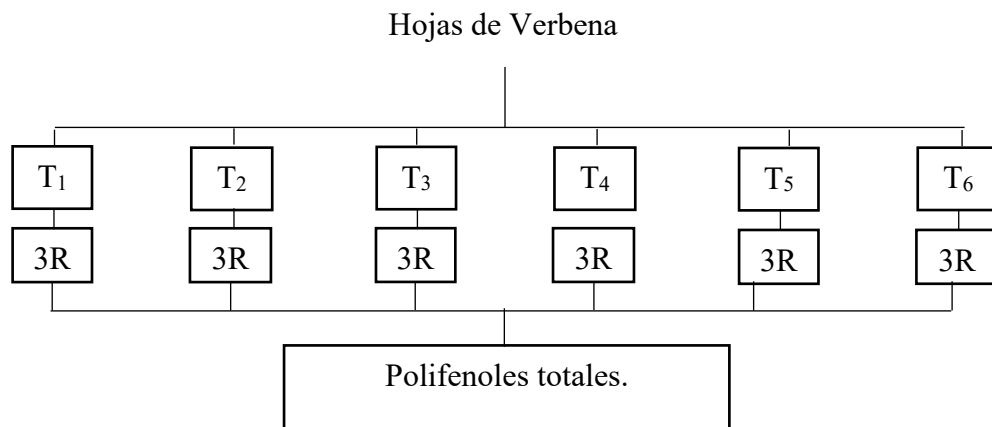 Hojas de Verbena
T₁ T₂ T₃ T₄ T₅ T₆
3R 3R 3R 3R 3R 3R
Polifenoles totales.